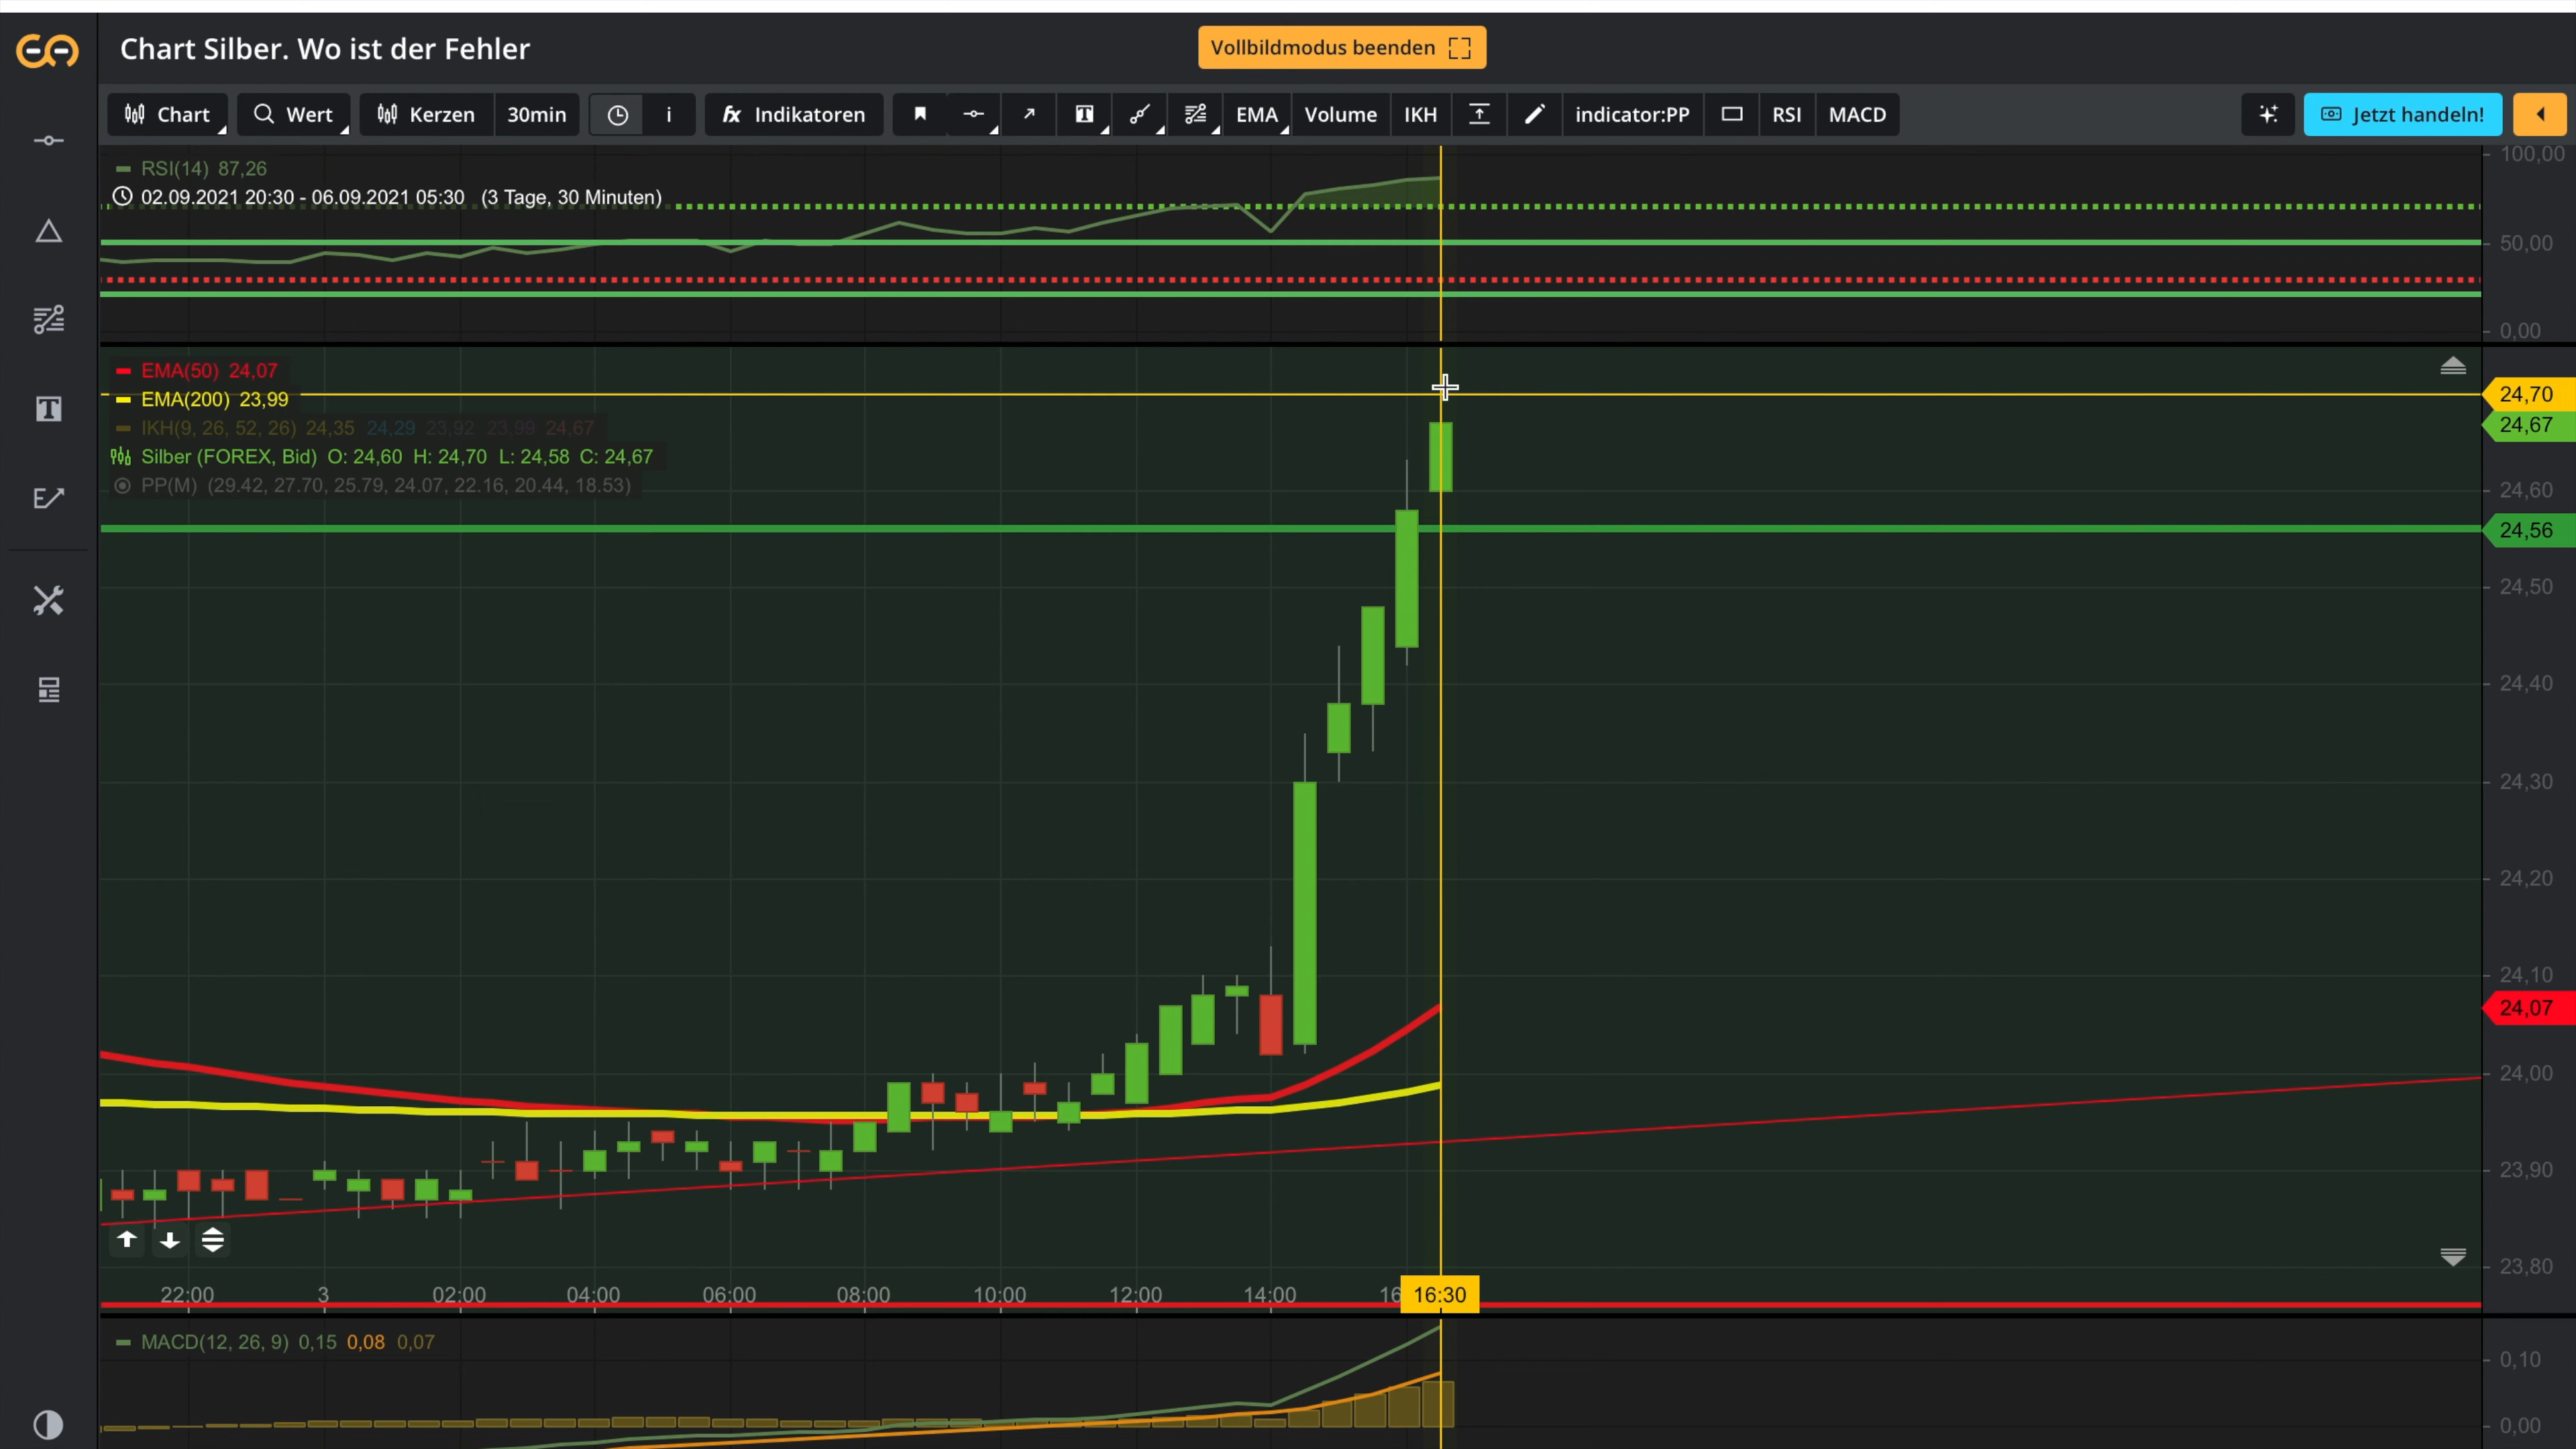 Chart Silber. Wo ist der Fehler
Vollbildmodus beenden
Chart Wert Kerzen 30min i fx Indikatoren T EMA Volume IKH indicator:PP RSI MACD Jetzt handeln!
RSI(14) 87,26
02.09.2021 20:30 - 06.09.2021 05:30 (3 Tage, 30 Minuten)
100,00
50,00
0,00
EMA(50) 24,07
EMA(200) 23,99
IKH(9, 26, 52, 26) 24,35 24,29 23,92 23,99 24,67
Silber (FOREX, Bid) O: 24,60 H: 24,70 L: 24,58 C: 24,67
PP(M) (29.42, 27.70, 25.79, 24.07, 22.16, 20.44, 18.53)
24,70
24,67
24,60
24,56
24,50
24,40
24,30
24,20
24,10
24,07
24,00
23,90
23,80
22:00 3 02:00 04:00 06:00 08:00 10:00 12:00 14:00 16 16:30
MACD(12, 26, 9) 0,15 0,08 0,07
0,10
0,00